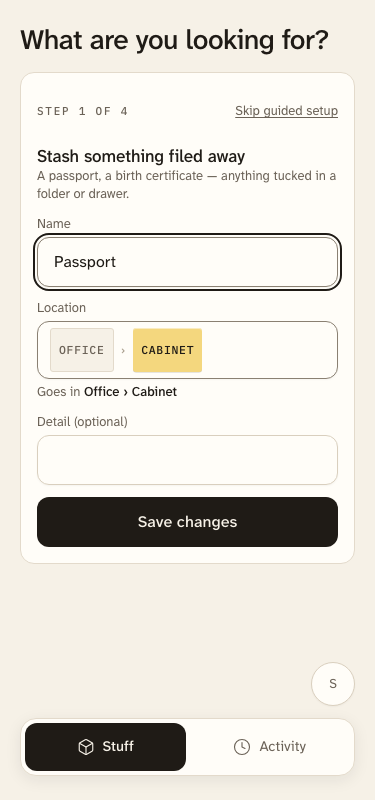 What are you looking for?
STEP 1 OF 4
Skip guided setup
Stash something filed away
A passport, a birth certificate — anything tucked in a
folder or drawer.
Name
Passport
Location
OFFICE › CABINET
Goes in Office › Cabinet
Detail (optional)
Save changes
S
Stuff
Activity